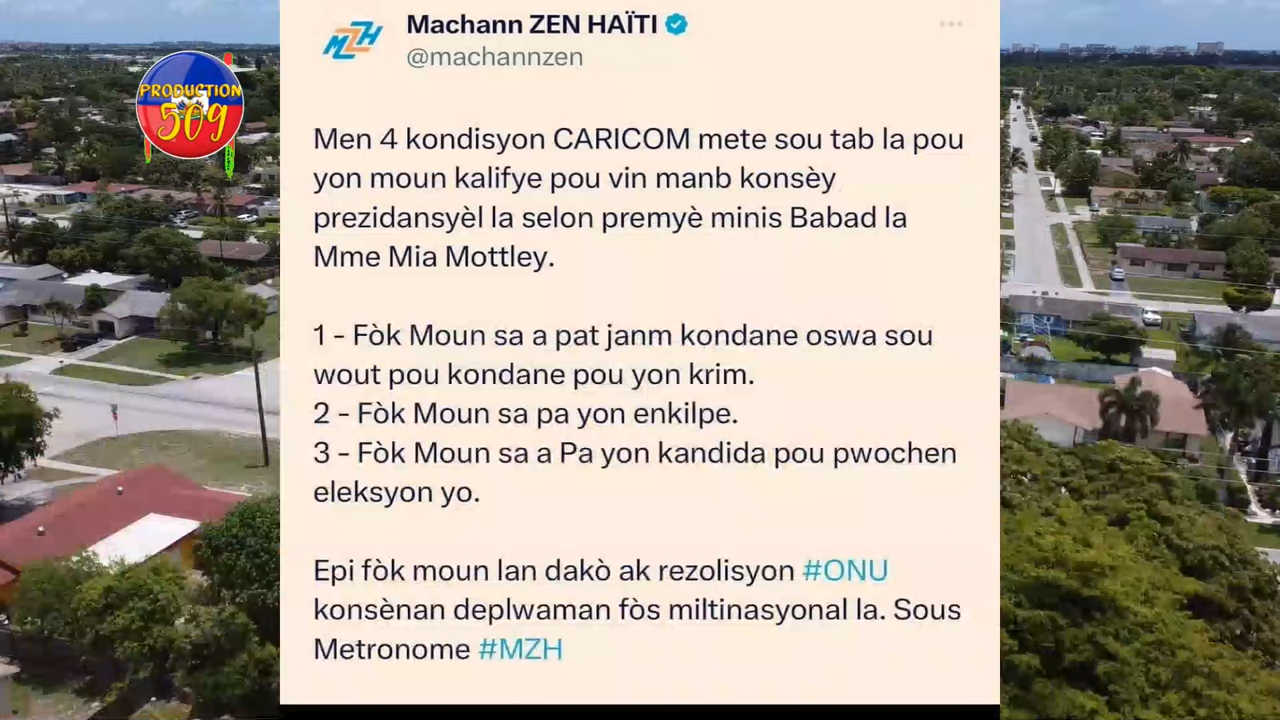 MZH
Machann ZEN HAÏTI
@machannzen
PRODUCTION
509
Men 4 kondisyon CARICOM mete sou tab la pou
yon moun kalifye pou vin manb konsèy
prezidansyèl la selon premyè minis Babad la
Mme Mia Mottley.
1 - Fòk Moun sa a pat janm kondane oswa sou
wout pou kondane pou yon krim.
2 - Fòk Moun sa pa yon enkilpe.
3 - Fòk Moun sa a Pa yon kandida pou pwochen
eleksyon yo.
Epi fòk moun lan dakò ak rezolisyon #ONU
konsènan deplwaman fòs miltinasyonal la. Sous
Metronome #MZH